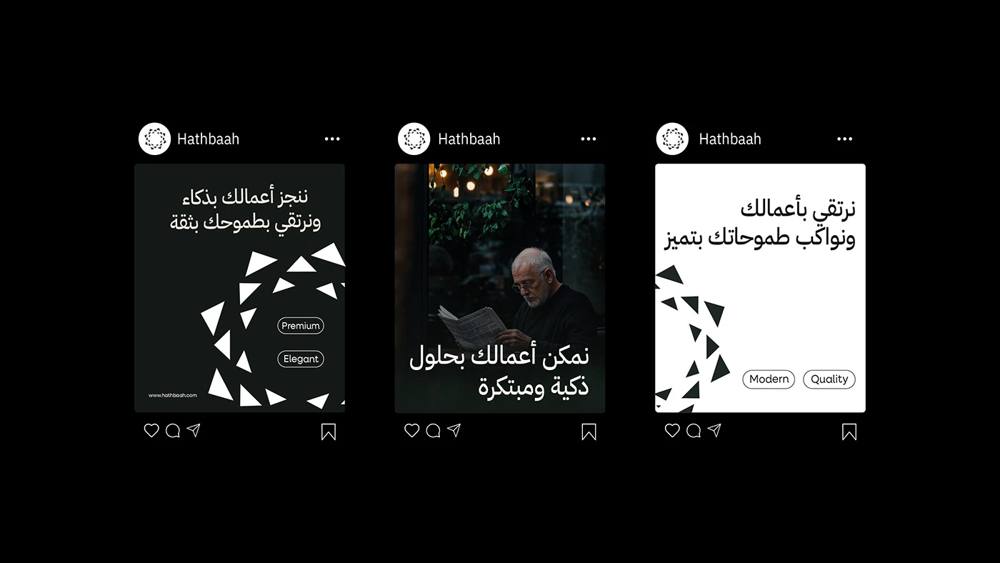 Hathbaah
ننجز أعمالك بذكاء
ونرتقي بطموحك بثقة
Premium
Elegant
www.hathbaah.com
Hathbaah
نمكن أعمالك بحلول
ذكية ومبتكرة
Hathbaah
نرتقي بأعمالك
ونواكب طموحاتك بتميز
Modern
Quality